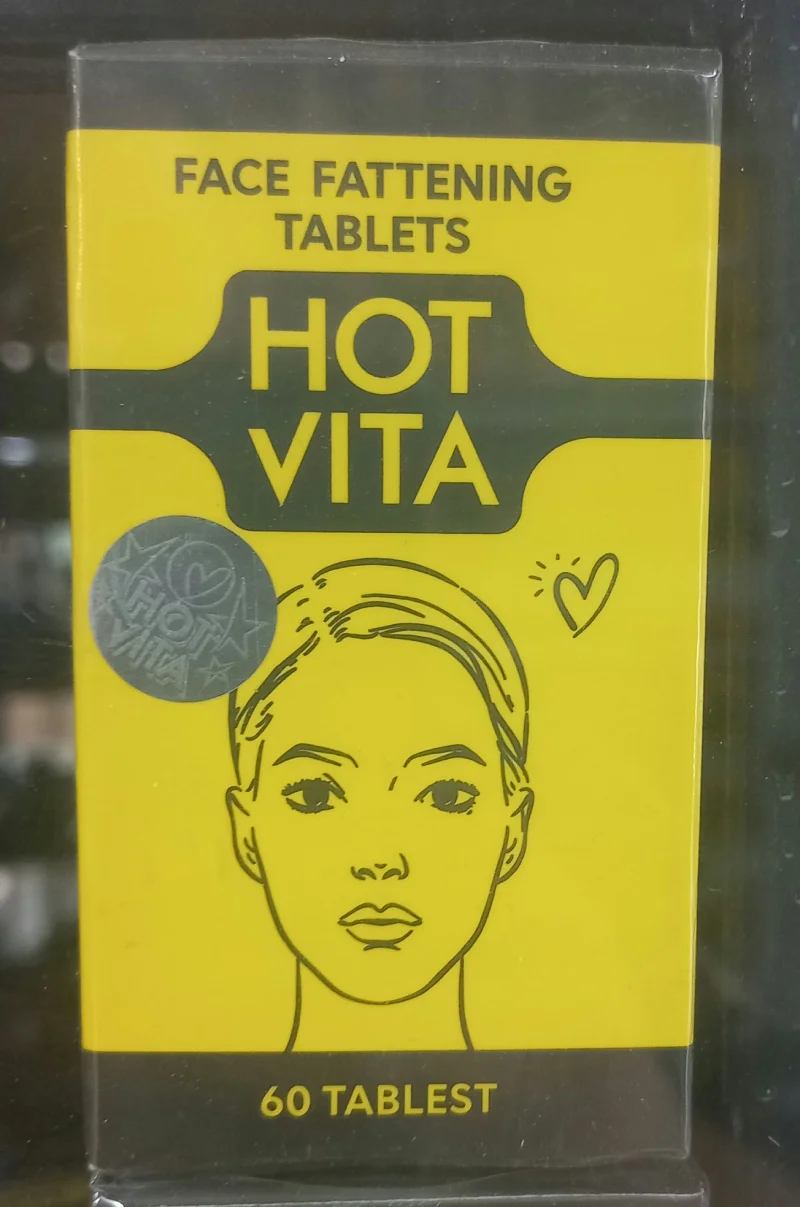 FACE FATTENING
TABLETS
HOT
VITA
HOT
VITA
60 TABLEST